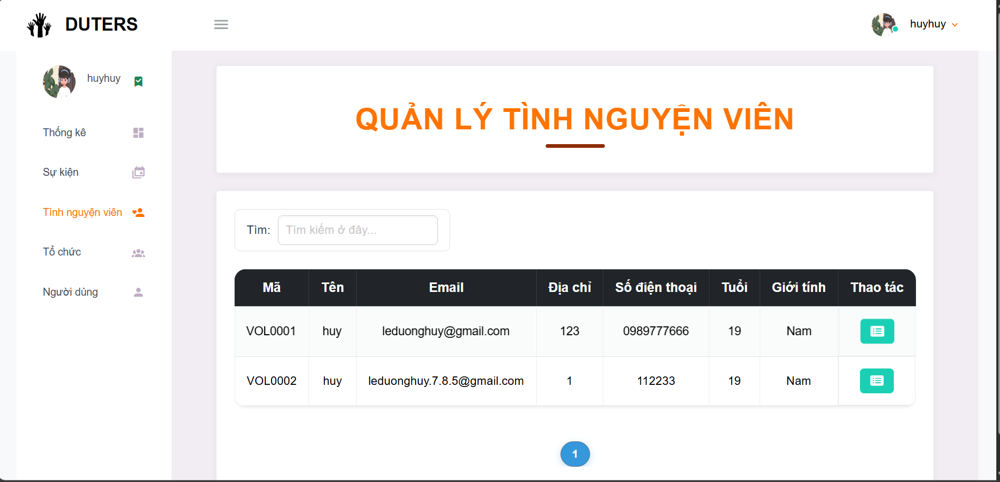 DUTERS
huyhuy
huyhuy
Thống kê
Sự kiện
Tình nguyện viên
Tổ chức
Người dùng
QUẢN LÝ TÌNH NGUYỆN VIÊN
Tìm: Tìm kiếm ở đây...
Mã Tên Email Địa chỉ Số điện thoại Tuổi Giới tính Thao tác
VOL0001 huy leduonghuy@gmail.com 123 0989777666 19 Nam
VOL0002 huy leduonghuy.7.8.5@gmail.com 1 112233 19 Nam
1